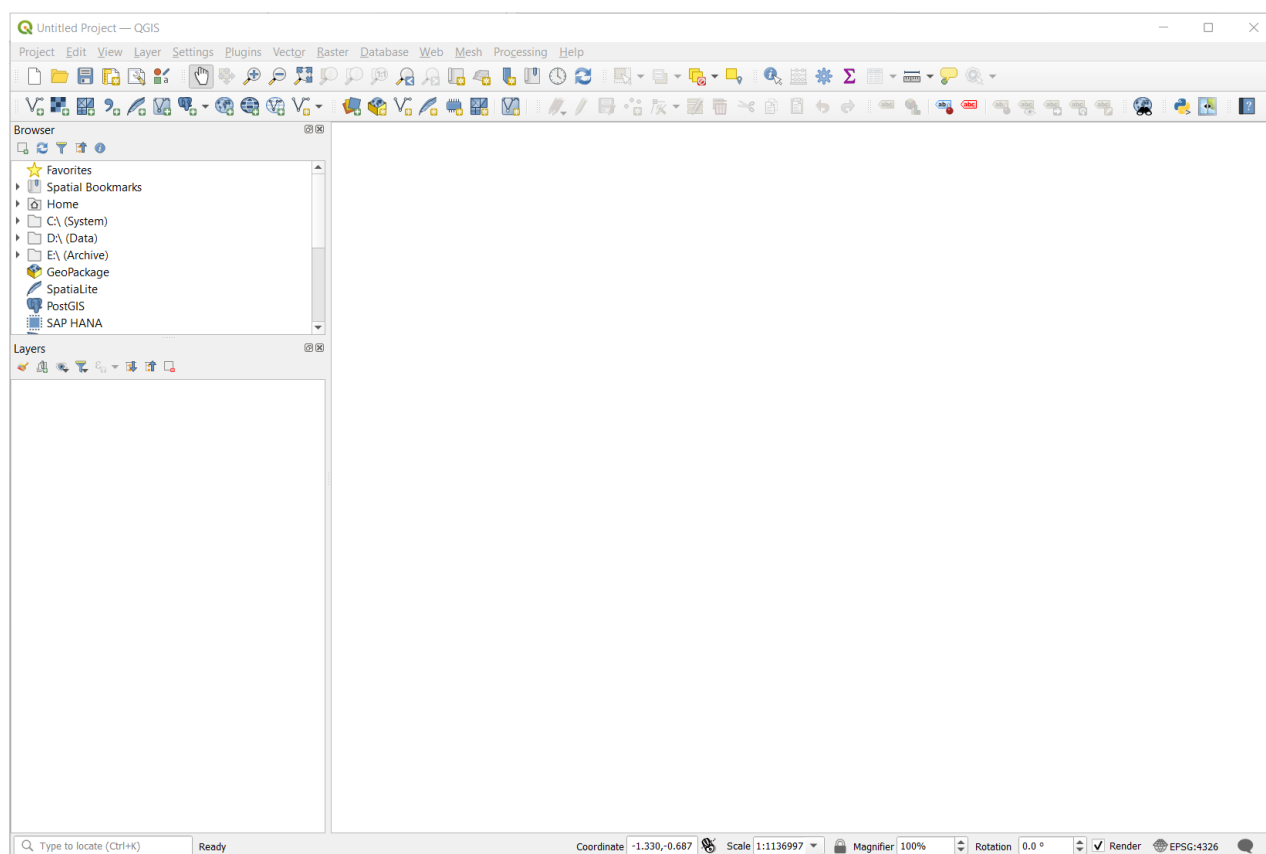 Untitled Project — QGIS
Project Edit View Layer Settings Plugins Vector Raster Database Web Mesh Processing Help
Browser
Favorites
Spatial Bookmarks
Home
C:\ (System)
D:\ (Data)
E:\ (Archive)
GeoPackage
SpatiaLite
PostGIS
SAP HANA
Layers
Type to locate (Ctrl+K) Ready Coordinate -1.330,-0.687 Scale 1:1136997 Magnifier 100% Rotation 0.0 ° Render EPSG:4326